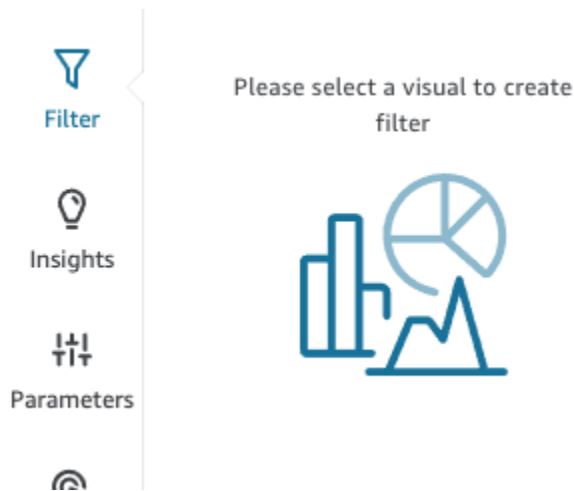 Filter
Insights
Parameters
Please select a visual to create
filter